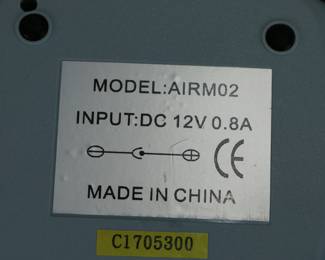 MODEL:AIRM02
INPUT:DC 12V 0.8A
CE
MADE IN CHINA
C1705300